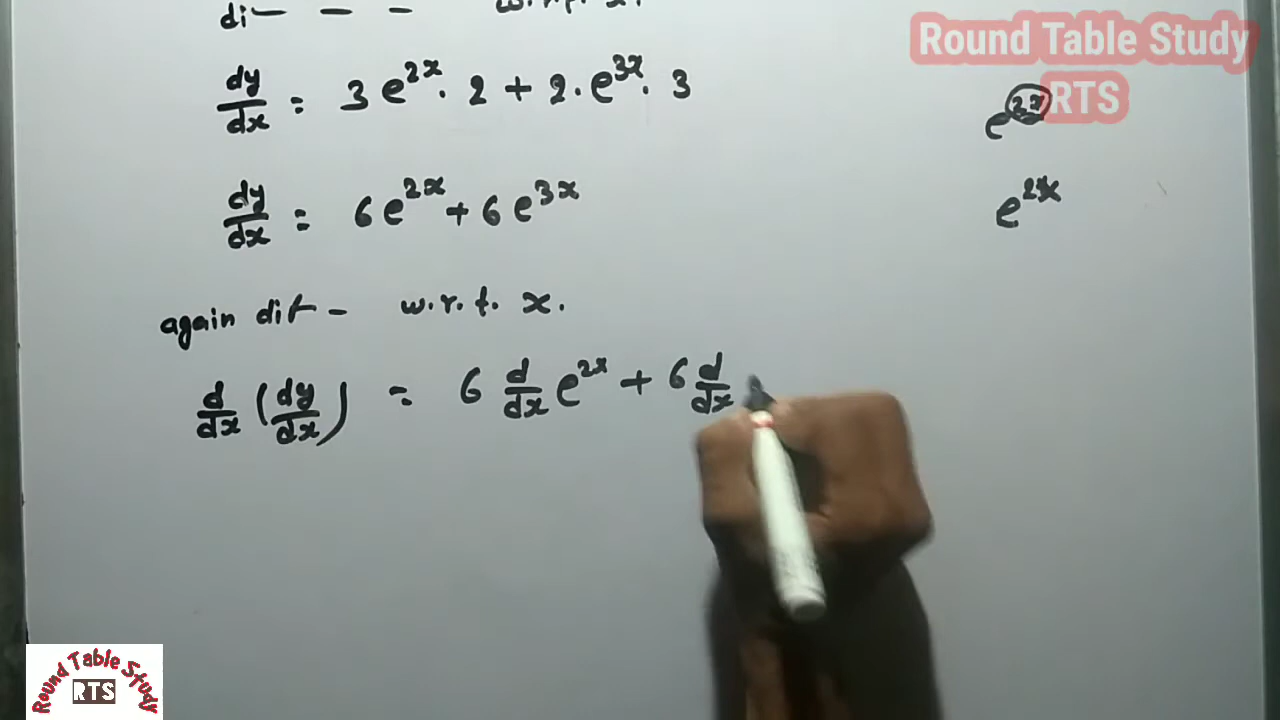 Round Table Study
RTS
dy/dx = 3e^{2x} · 2 + 2 · e^{3x} · 3
e^{2x}
dy/dx = 6e^{2x} + 6e^{3x}
again dif - w.r.t. x.
d/dx (dy/dx) = 6 d/dx e^{2x} + 6 d/dx
Round Table Study
RTS